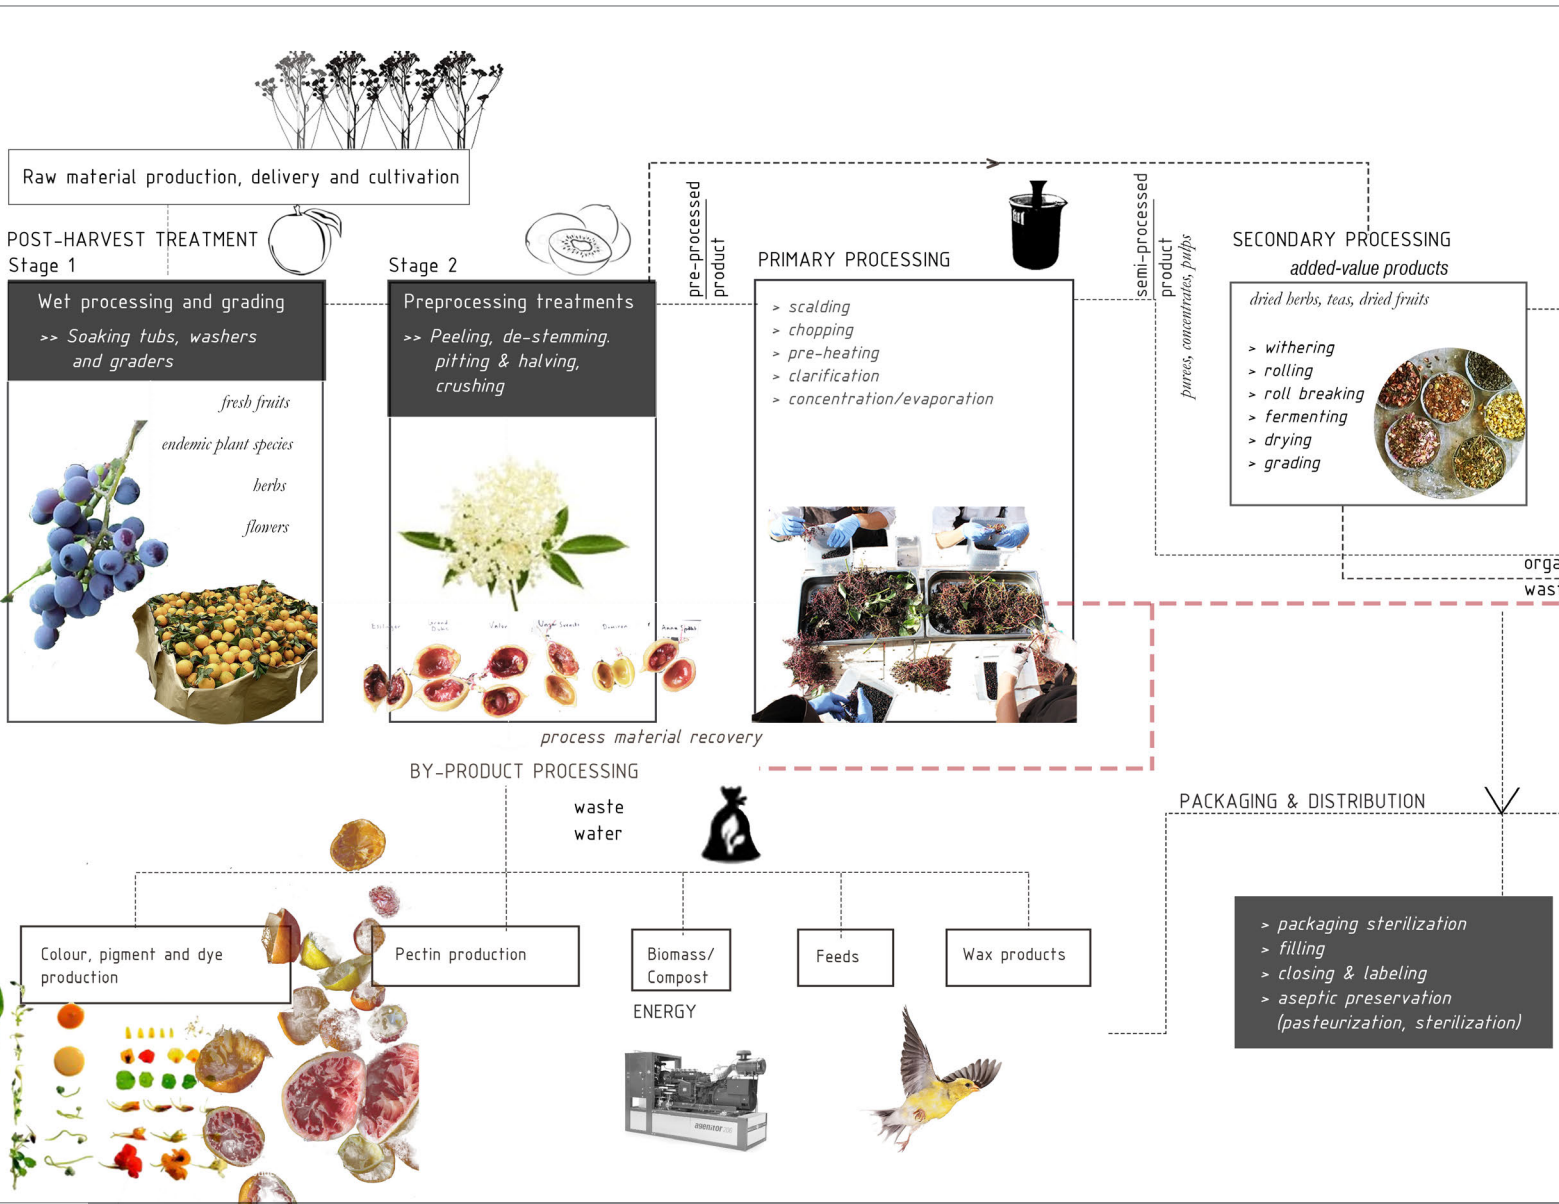 Raw material production, delivery and cultivation
POST-HARVEST TREATMENT
Stage 1
Wet processing and grading
>> Soaking tubs, washers
and graders
fresh fruits
endemic plant species
herbs
flowers
Stage 2
Preprocessing treatments
>> Peeling, de-stemming.
pitting & halving,
crushing
pre-processed
product
PRIMARY PROCESSING
> scalding
> chopping
> pre-heating
> clarification
> concentration/evaporation
semi-processed
product
purees, concentrates, pulps
SECONDARY PROCESSING
added-value products
dried herbs, teas, dried fruits
> withering
> rolling
> roll breaking
> fermenting
> drying
> grading
orga
wast
process material recovery
BY-PRODUCT PROCESSING
waste
water
PACKAGING & DISTRIBUTION
Colour, pigment and dye
production
Pectin production
Biomass/
Compost
Feeds
Wax products
ENERGY
agenitor
> packaging sterilization
> filling
> closing & labeling
> aseptic preservation
(pasteurization, sterilization)